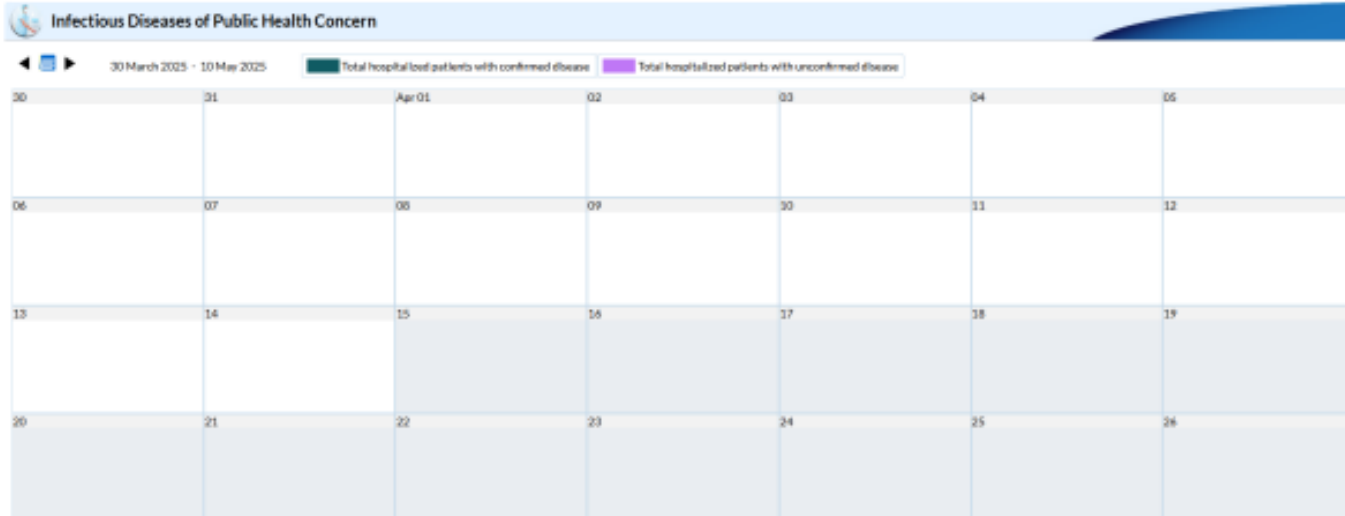 Infectious Diseases of Public Health Concern
30 March 2025 - 10 May 2025 Total hospitalized patients with confirmed disease Total hospitalized patients with unconfirmed disease
30 31 Apr 01 02 03 04 05
06 07 08 09 10 11 12
13 14 15 16 17 18 19
20 21 22 23 24 25 26